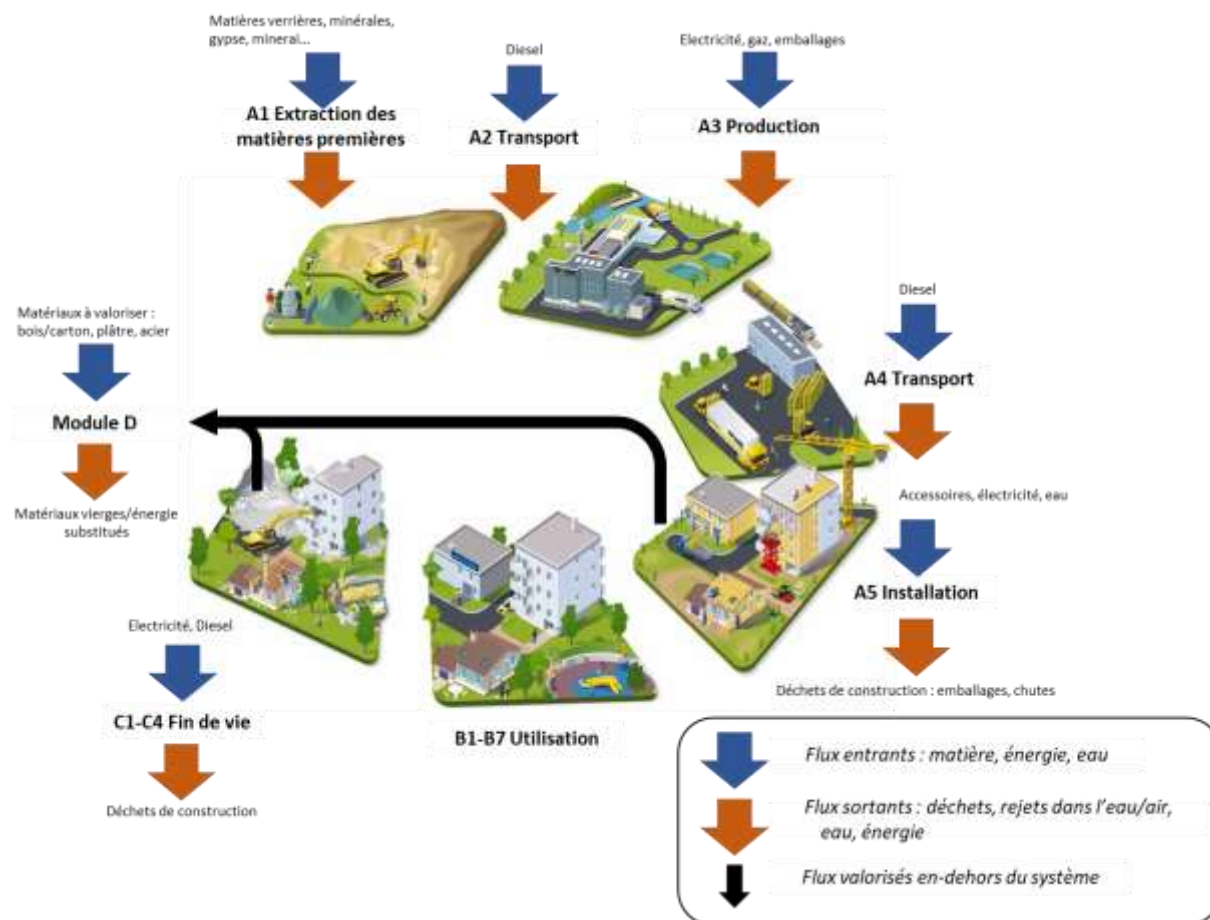 Matières verrières, minérales,
gypse, minerai...
Diesel
Electricité, gaz, emballages
A1 Extraction des
matières premières
A2 Transport
A3 Production
Matériaux à valoriser :
bois/carton, plâtre, acier
Diesel
Module D
A4 Transport
Matériaux vierges/énergie
substitués
Accessoires, électricité, eau
A5 Installation
Electricité, Diesel
Déchets de construction : emballages, chutes
C1-C4 Fin de vie
B1-B7 Utilisation
Déchets de construction
Flux entrants : matière, énergie, eau
Flux sortants : déchets, rejets dans l'eau/air,
eau, énergie
Flux valorisés en-dehors du système